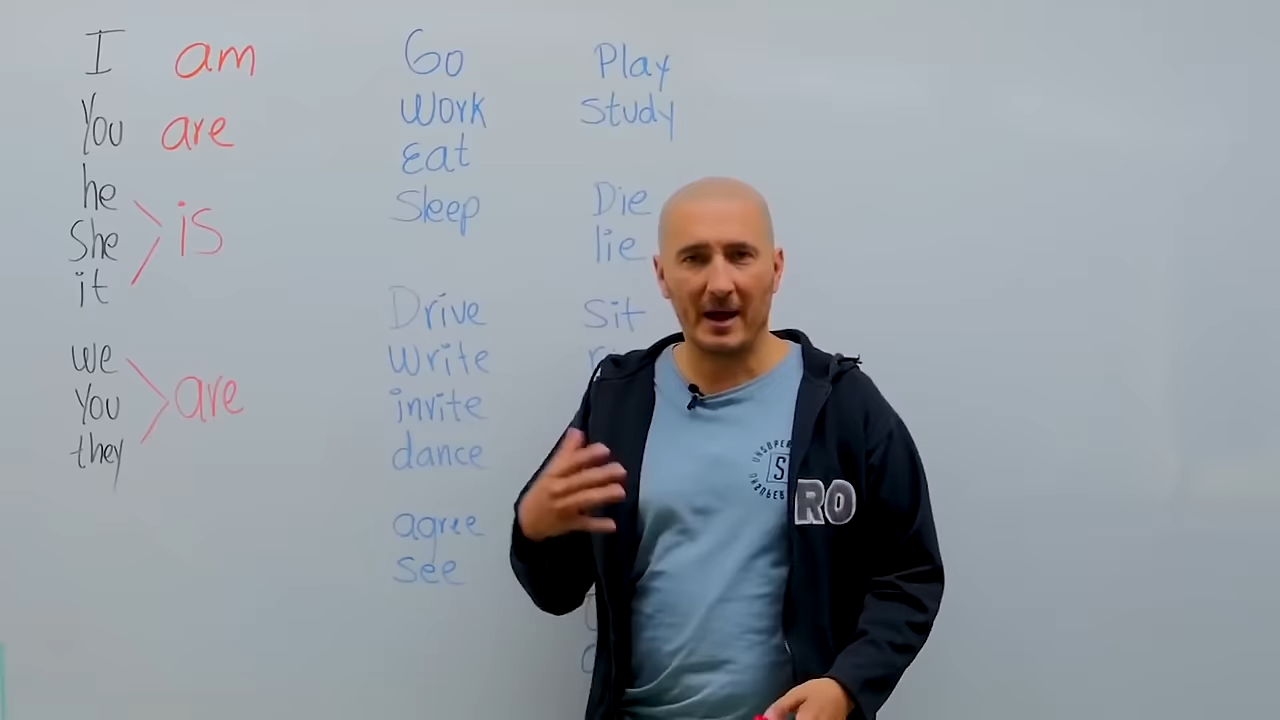 I am
You are
he
She is
it
we
You are
they
Go
Work
Eat
Sleep
Drive
Write
invite
dance
agree
see
Play
Study
Die
lie
Sit
S
RO